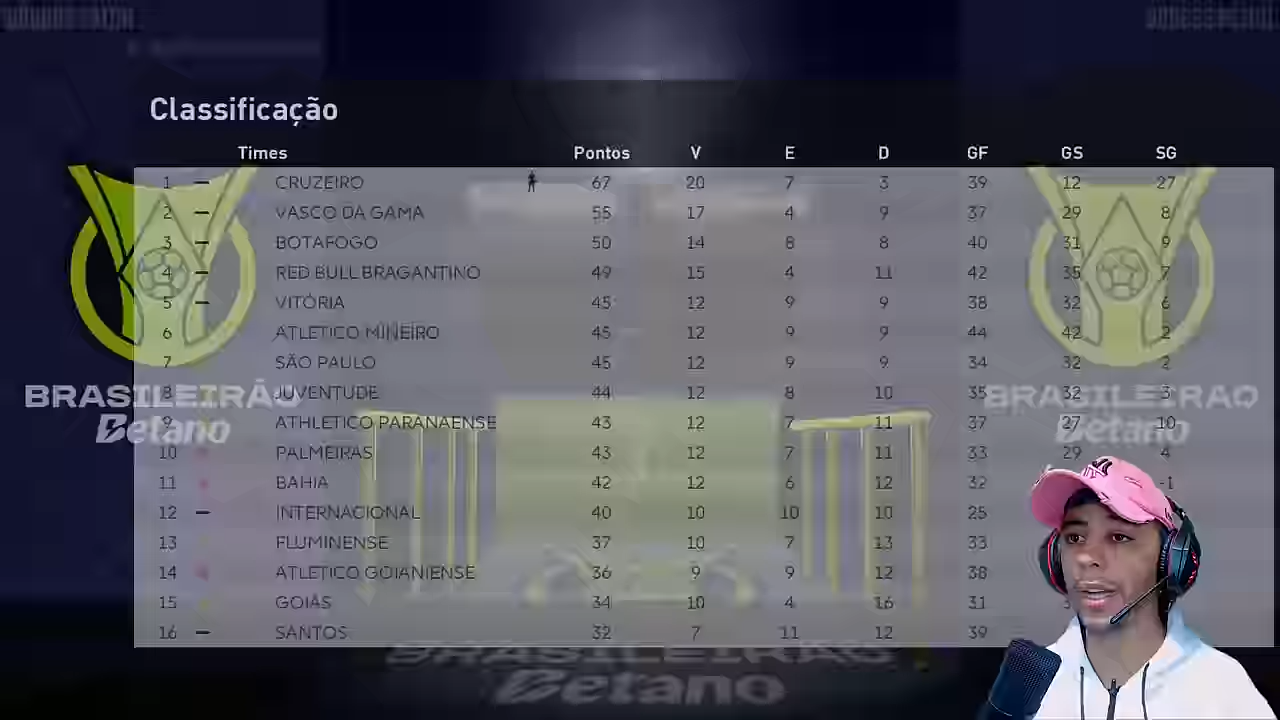 Classificação
Times Pontos V E D GF GS SG
1 CRUZEIRO 67 20 7 3 39 12 27
2 VASCO DA GAMA 55 17 4 9 37 29 8
3 BOTAFOGO 50 14 8 8 40 31 9
4 RED BULL BRAGANTINO 49 15 4 11 42 35 7
5 VITÓRIA 45 12 9 9 38 32 6
6 ATLETICO MINEIRO 45 12 9 9 44 42 2
7 SÃO PAULO 45 12 9 9 34 32 2
8 JUVENTUDE 44 12 8 10 35 32 3
9 ATHLETICO PARANAENSE 43 12 7 11 37 27 10
10 PALMEIRAS 43 12 7 11 33 29 4
11 BAHIA 42 12 6 12 32 -1
12 INTERNACIONAL 40 10 10 10 25
13 FLUMINENSE 37 10 7 13 33
14 ATLETICO GOIANIENSE 36 9 9 12 38
15 GOIÁS 34 10 4 16 31
16 SANTOS 32 7 11 12 39
BRASILEIRÃO
Betano
BRASILEIRÃO
Betano
BRASILEIRÃO
Betano